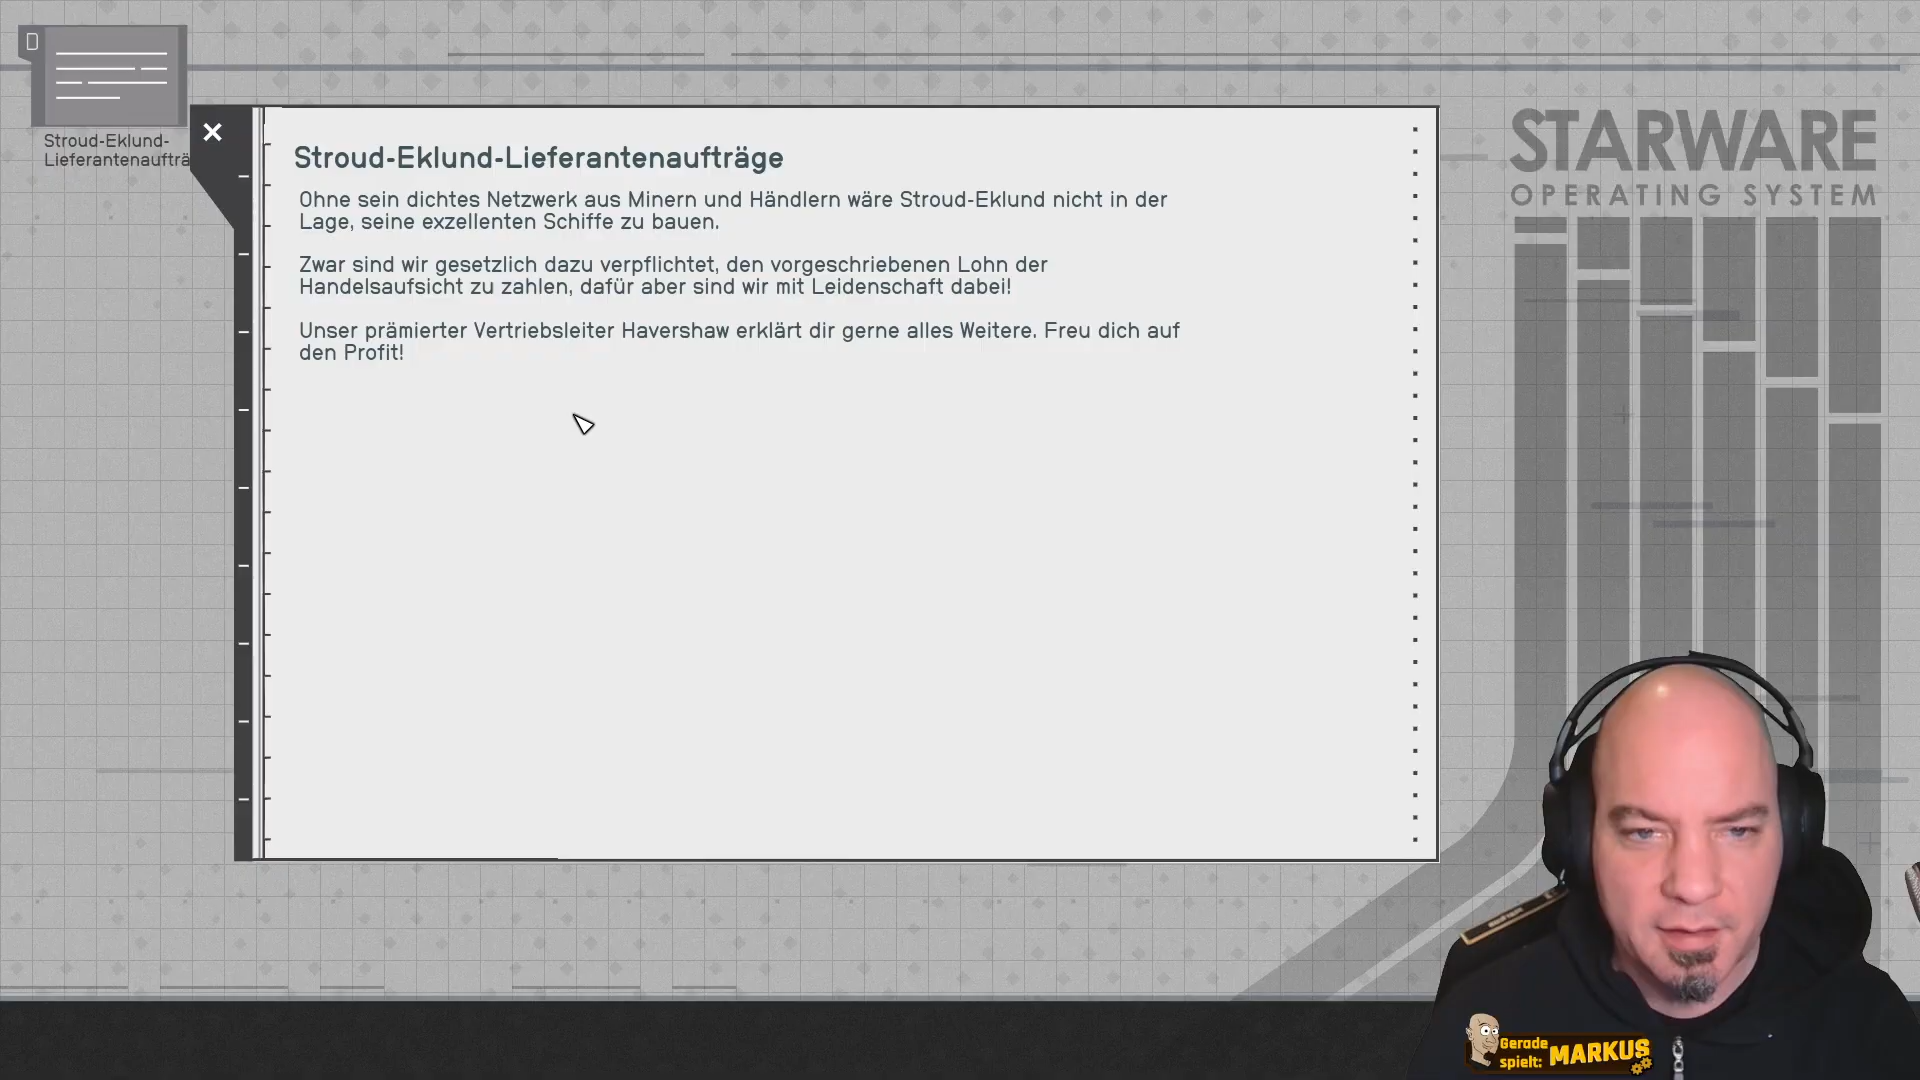 Stroud-Eklund-
Lieferantenaufträ
Stroud-Eklund-Lieferantenaufträge
Ohne sein dichtes Netzwerk aus Minern und Händlern wäre Stroud-Eklund nicht in der
Lage, seine exzellenten Schiffe zu bauen.
Zwar sind wir gesetzlich dazu verpflichtet, den vorgeschriebenen Lohn der
Handelsaufsicht zu zahlen, dafür aber sind wir mit Leidenschaft dabei!
Unser prämierter Vertriebsleiter Havershaw erklärt dir gerne alles Weitere. Freu dich auf
den Profit!
STARWARE
OPERATING SYSTEM
Gerade
spielt: MARKUS